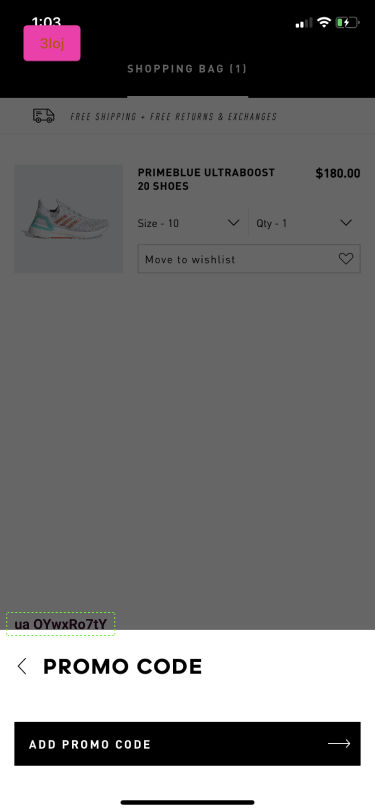 1:03
3loj
SHOPPING BAG (1)
FREE SHIPPING + FREE RETURNS & EXCHANGES
PRIMEBLUE ULTRABOOST
20 SHOES
$180.00
Size - 10
Qty - 1
Move to wishlist
ua OYwxRo7tY
PROMO CODE
ADD PROMO CODE